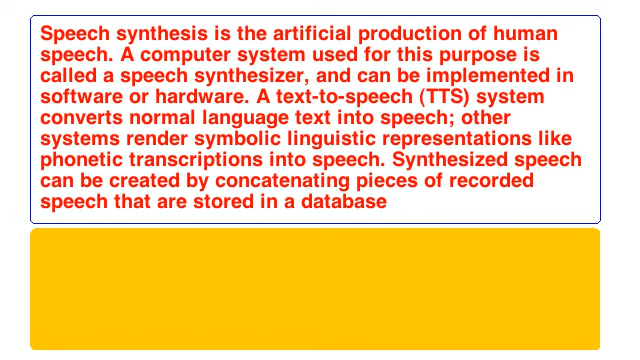 Speech synthesis is the artificial production of human
speech. A computer system used for this purpose is
called a speech synthesizer, and can be implemented in
software or hardware. A text-to-speech (TTS) system
converts normal language text into speech; other
systems render symbolic linguistic representations like
phonetic transcriptions into speech. Synthesized speech
can be created by concatenating pieces of recorded
speech that are stored in a database